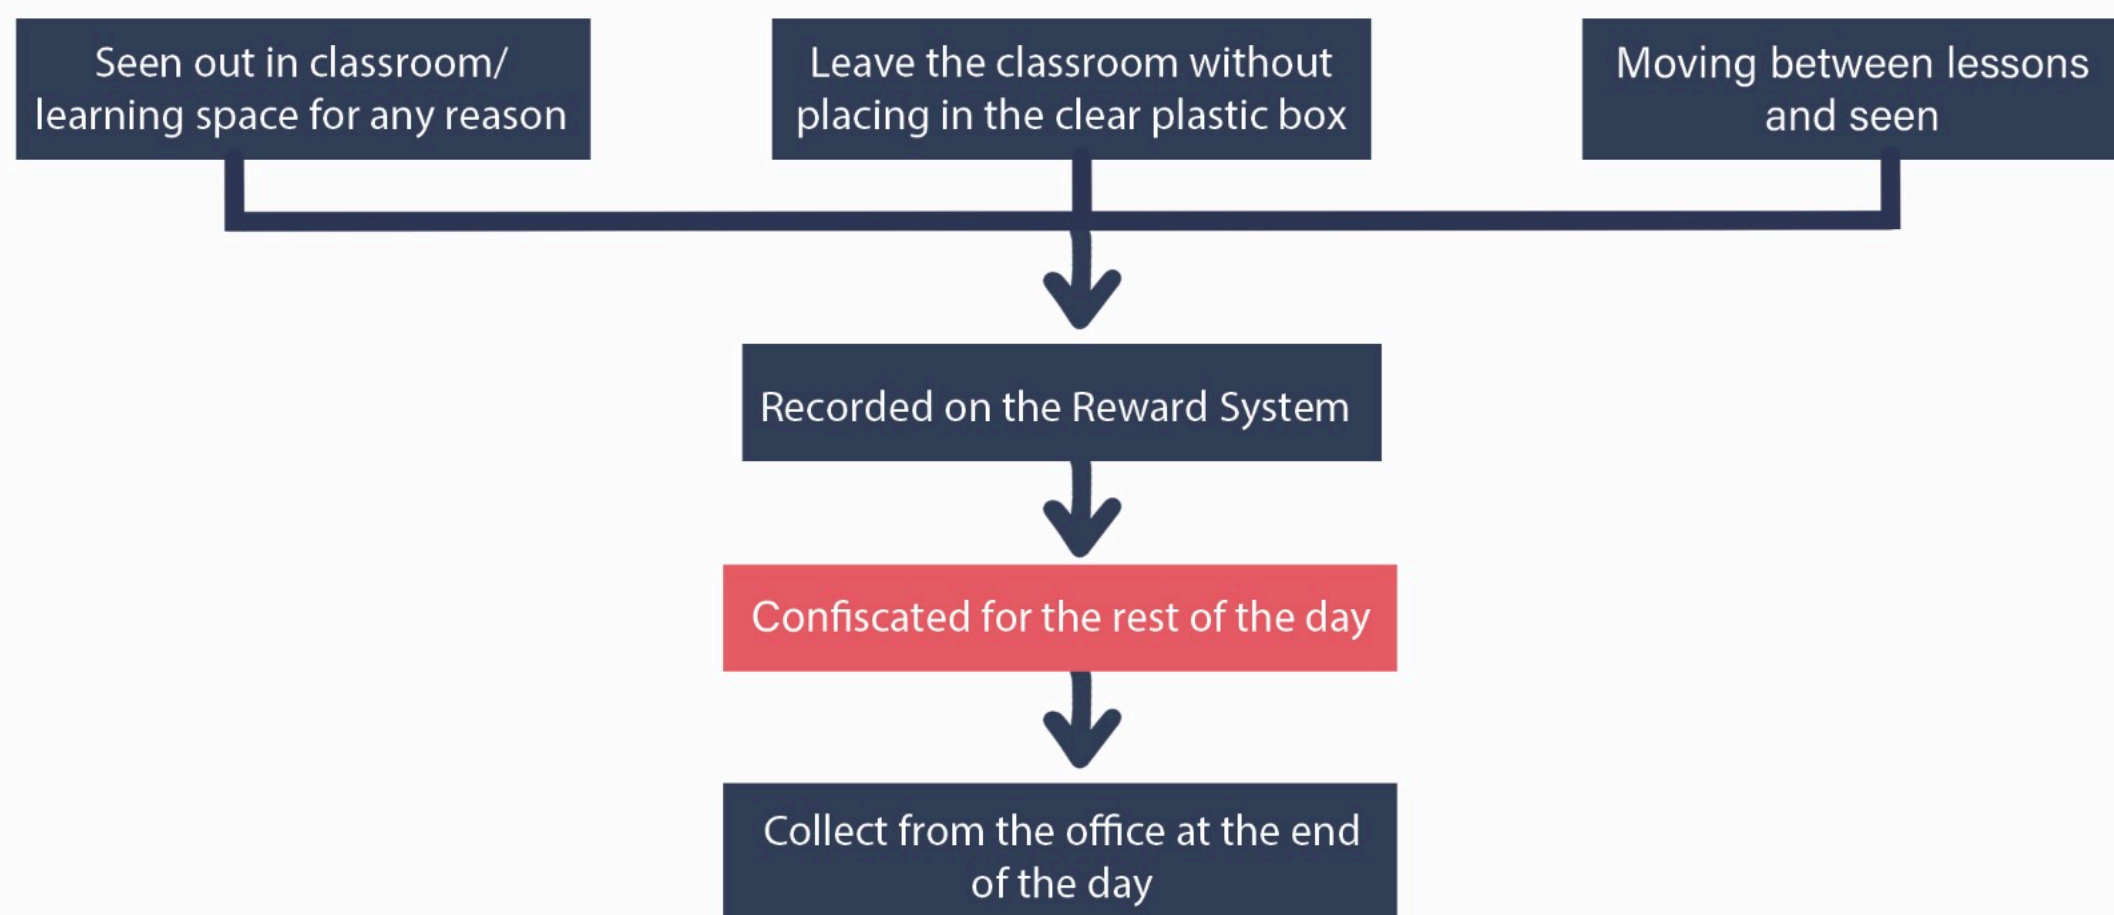 Seen out in classroom/
learning space for any reason
Leave the classroom without
placing in the clear plastic box
Moving between lessons
and seen
Recorded on the Reward System
Confiscated for the rest of the day
Collect from the office at the end
of the day